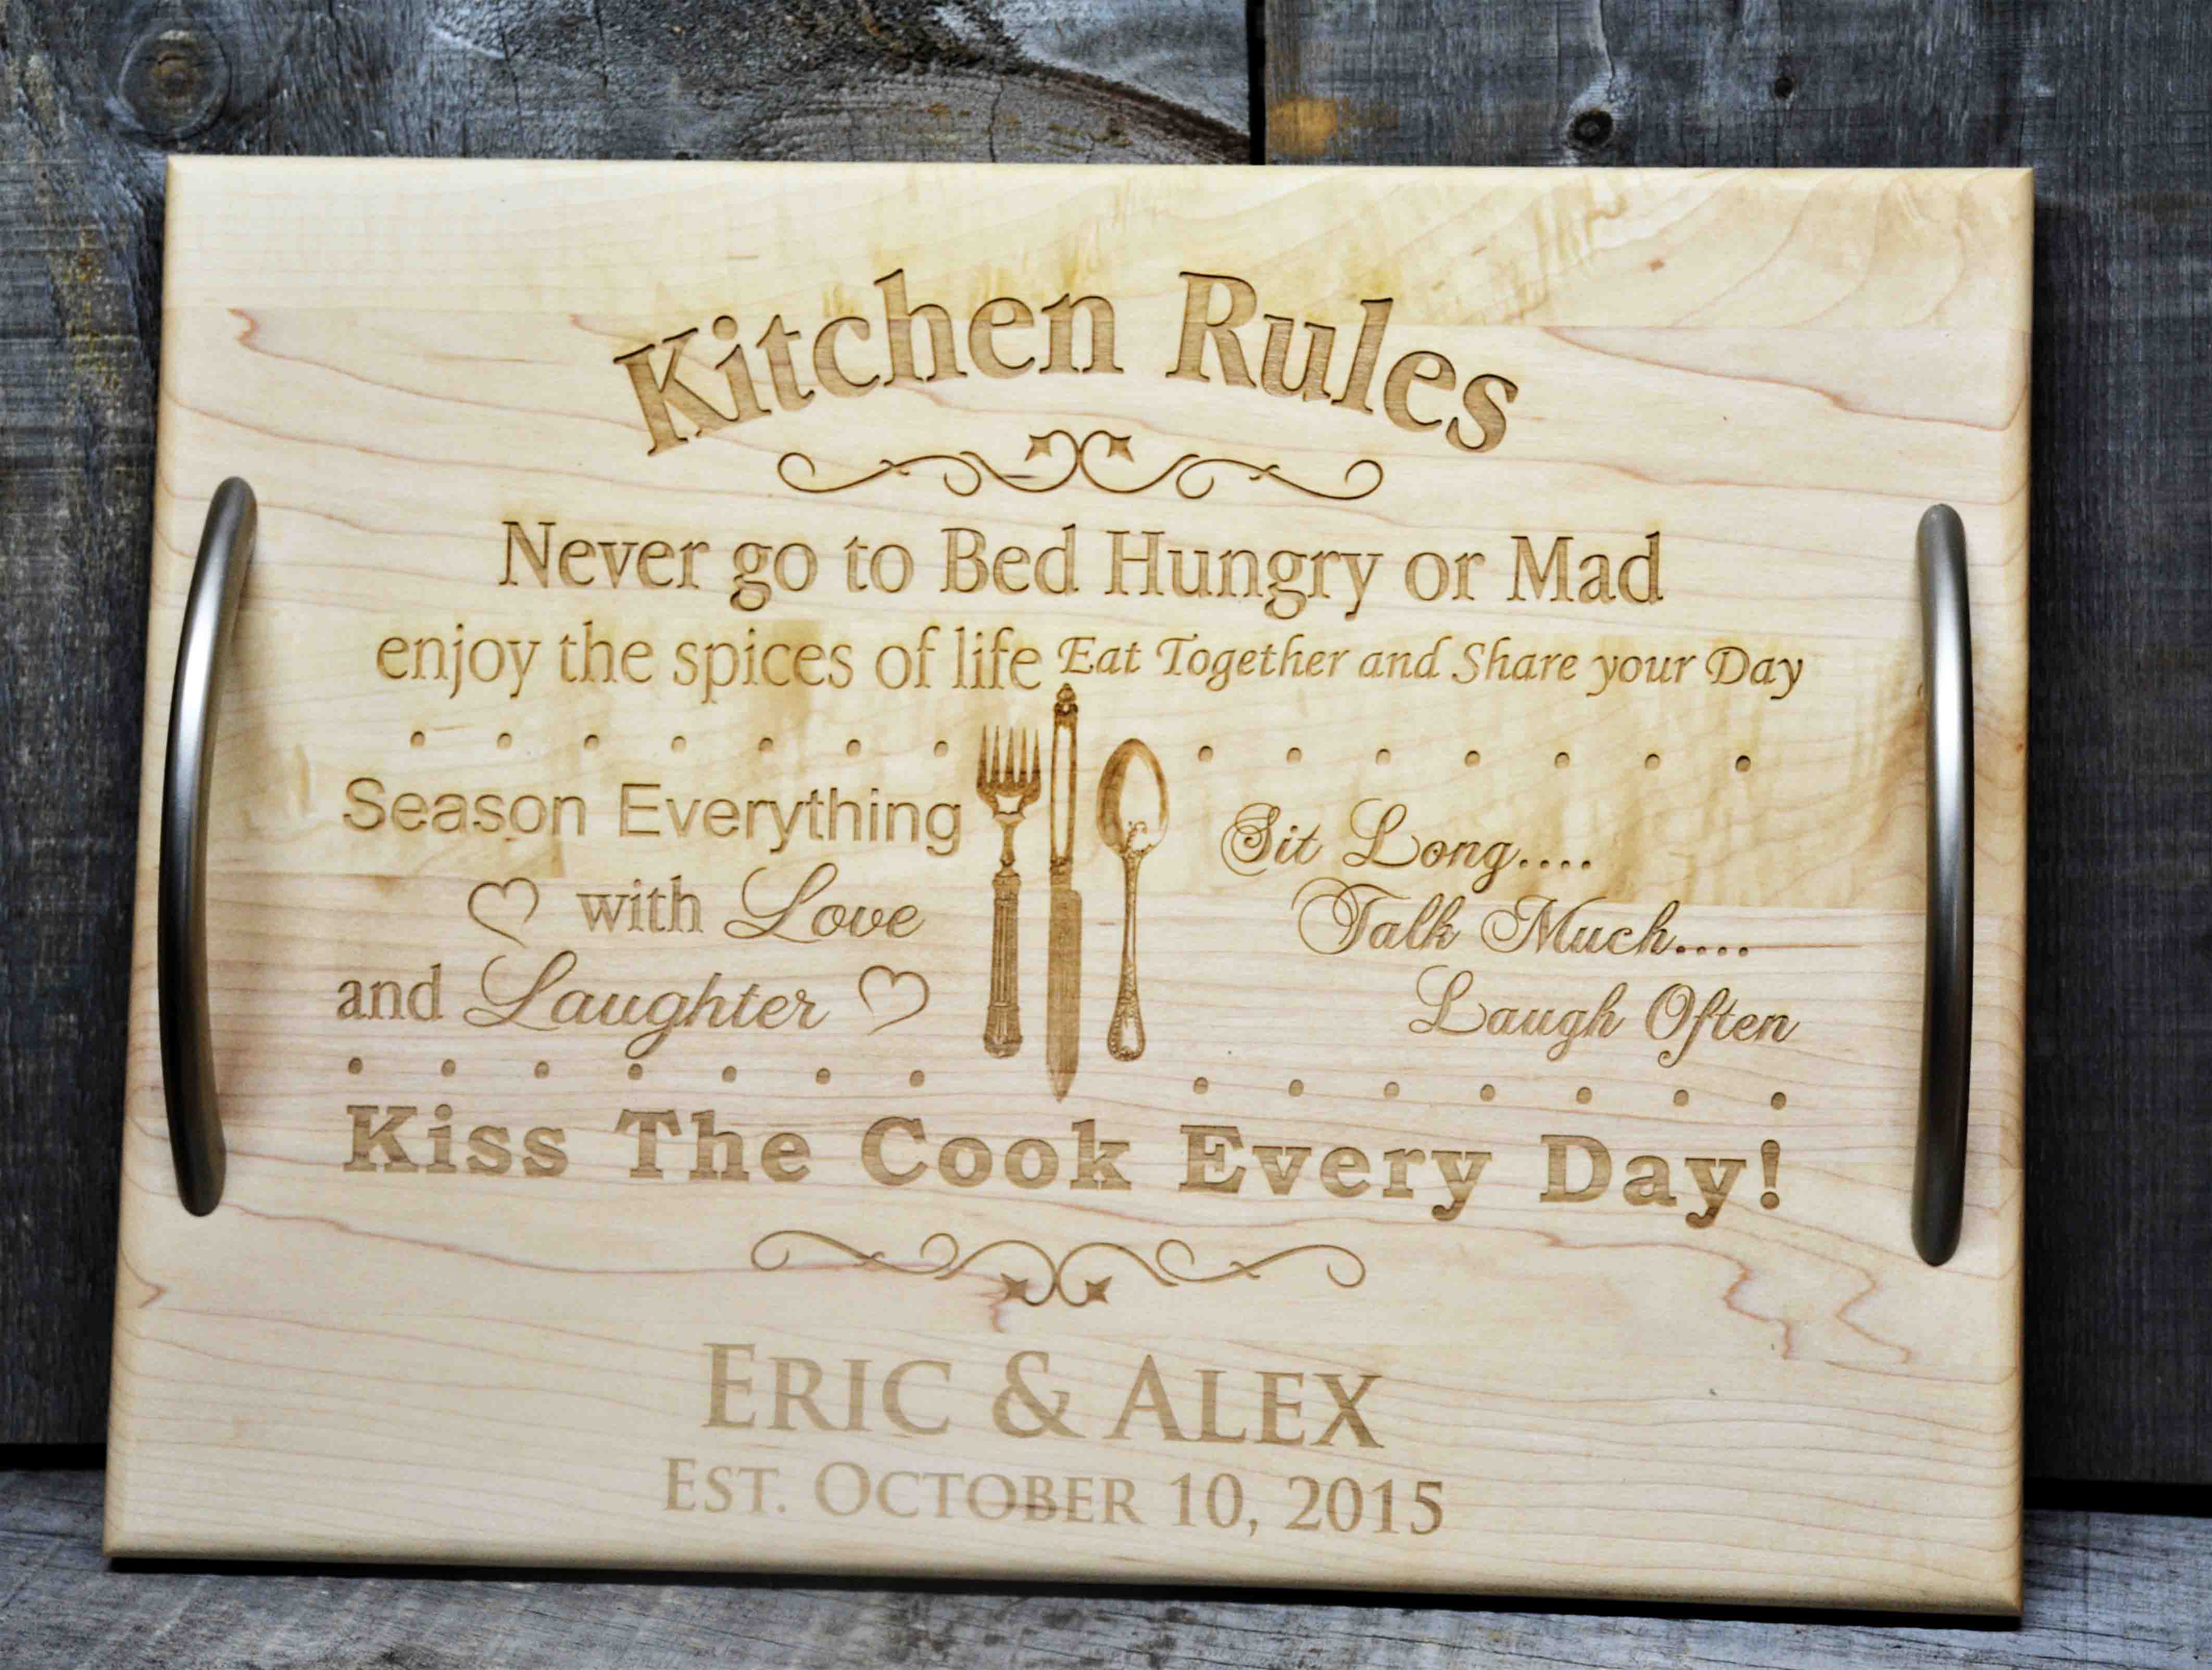 Kitchen Rules
Never go to Bed Hungry or Mad
enjoy the spices of life Eat Together and Share your Day
Season Everything
with Love
and Laughter
Sit Long....
Talk Much....
Laugh Often
Kiss The Cook Every Day!
ERIC & ALEX
EST. OCTOBER 10, 2015